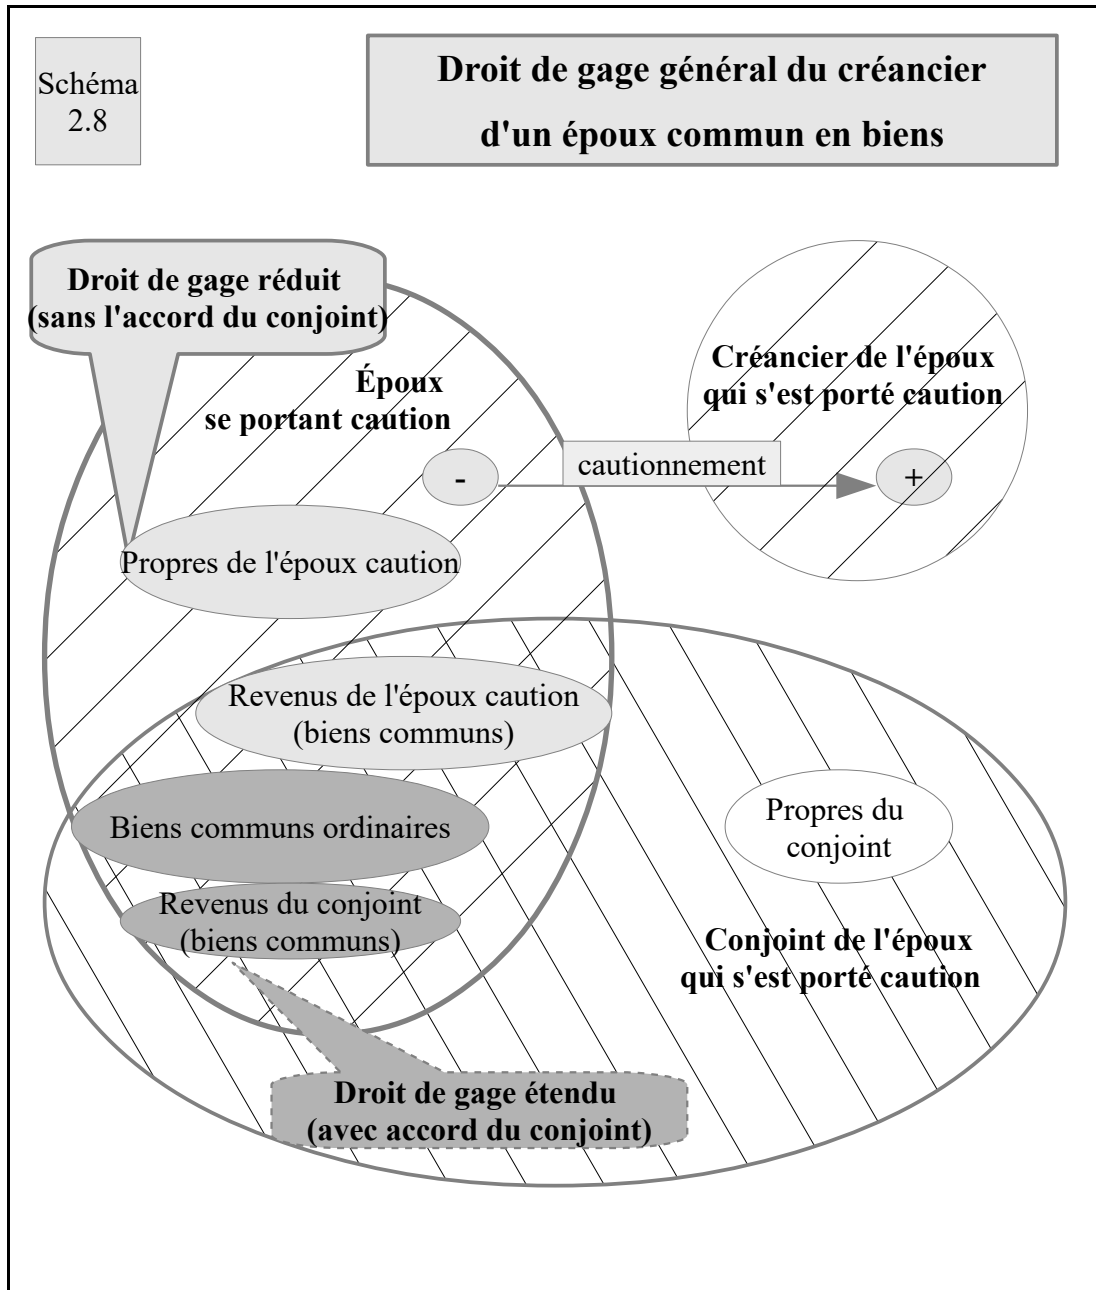 Schéma
2.8
Droit de gage général du créancier
d'un époux commun en biens
Droit de gage réduit
(sans l'accord du conjoint)
Époux
se portant caution
Créancier de l'époux
qui s'est porté caution
-
cautionnement
+
Propres de l'époux caution
Revenus de l'époux caution
(biens communs)
Biens communs ordinaires
Propres du
conjoint
Revenus du conjoint
(biens communs)
Conjoint de l'époux
qui s'est porté caution
Droit de gage étendu
(avec accord du conjoint)